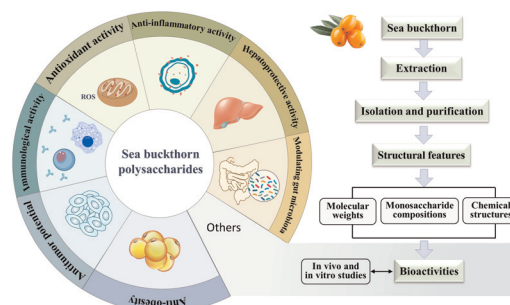 Anti-inflammatory activity
Antioxidant activity
Hepatoprotective activity
Immunological activity
Modulating gut microbiota
Antitumor potential
Anti-obesity
ROS
Sea buckthorn
polysaccharides
Others
Sea buckthorn
Extraction
Isolation and purification
Structural features
Molecular
weights
Monosaccharide
compositions
Chemical
structures
In vivo and
in vitro studies
Bioactivities